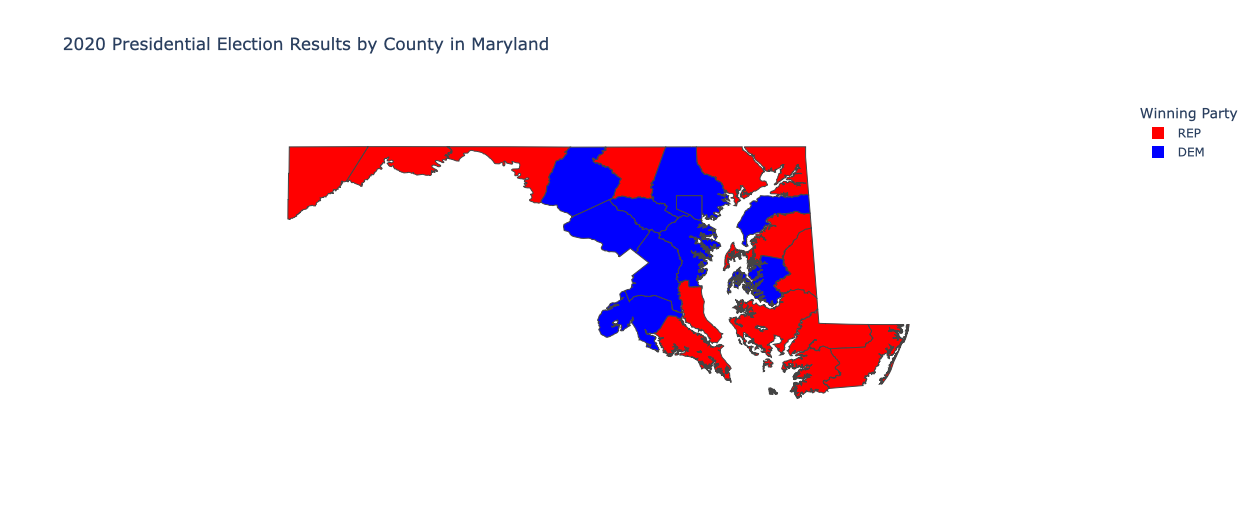 2020 Presidential Election Results by County in Maryland
Winning Party
REP
DEM